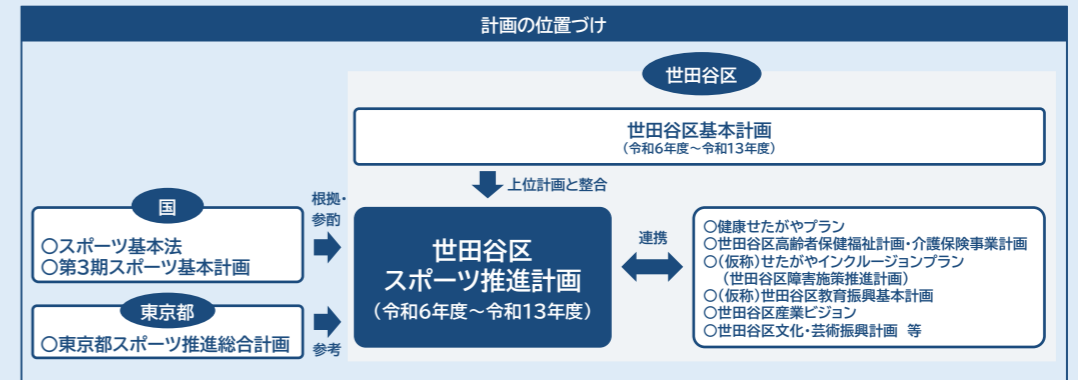 計画の位置づけ
世田谷区
世田谷区基本計画
（令和6年度～令和13年度）
上位計画と整合
国
○スポーツ基本法
○第3期スポーツ基本計画
根拠・
参酌
東京都
○東京都スポーツ推進総合計画
参考
世田谷区
スポーツ推進計画
（令和6年度～令和13年度）
連携
○健康せたがやプラン
○世田谷区高齢者保健福祉計画・介護保険事業計画
○（仮称）せたがやインクルージョンプラン
（世田谷区障害施策推進計画）
○（仮称）世田谷区教育振興基本計画
○世田谷区産業ビジョン
○世田谷区文化・芸術振興計画 等